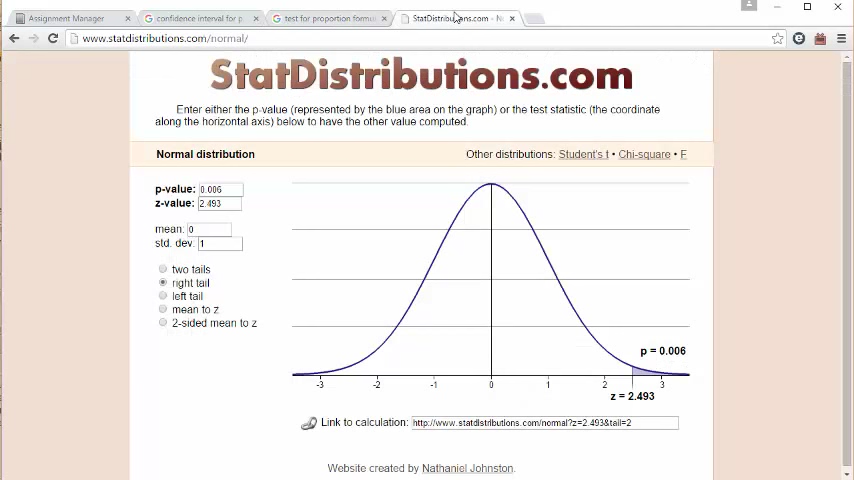 Assignment Manager
confidence interval for p
test for proportion formu
StatDistributions.com - N
www.statdistributions.com/normal/
StatDistributions.com
Enter either the p-value (represented by the blue area on the graph) or the test statistic (the coordinate
along the horizontal axis) below to have the other value computed.
Normal distribution
Other distributions: Student's t • Chi-square • F
p-value: 0.006
z-value: 2.493
mean: 0
std. dev. 1
two tails
right tail
left tail
mean to z
2-sided mean to z
p = 0.006
-3 -2 -1 0 1 2 3
z = 2.493
Link to calculation: http://www.statdistributions.com/normal?z=2.493&tail=2
Website created by Nathaniel Johnston.